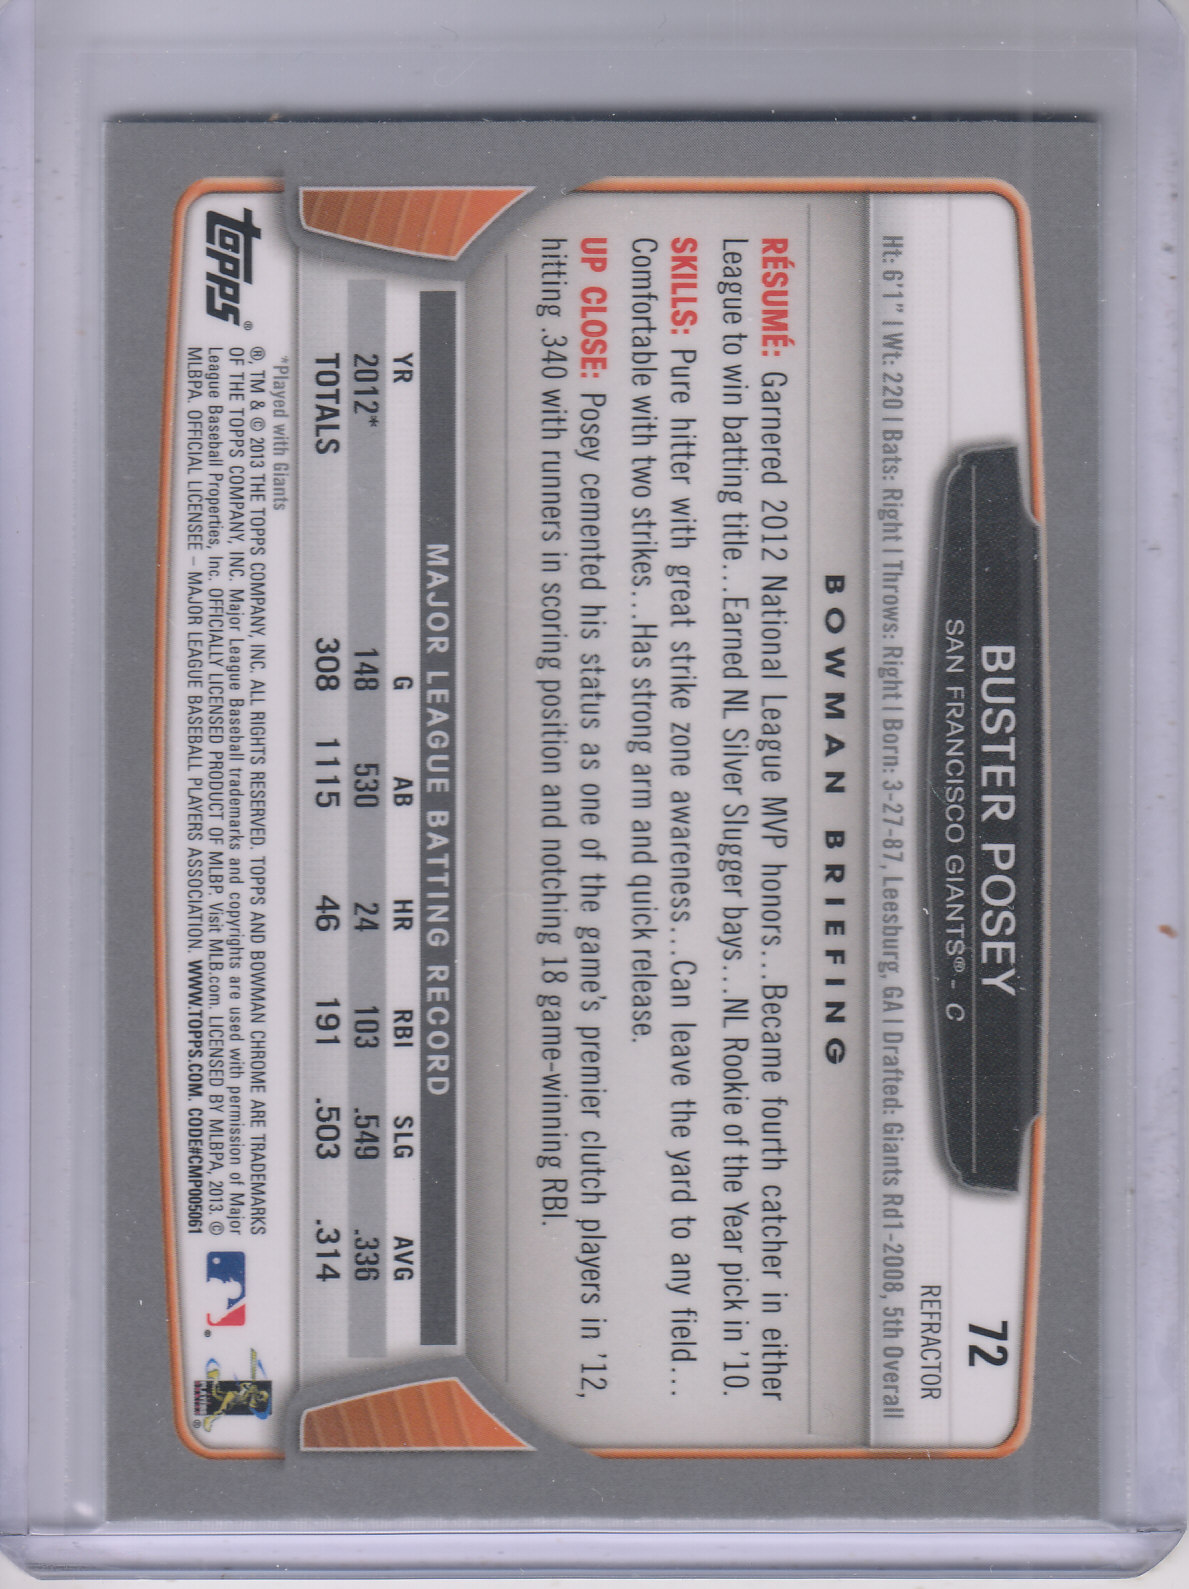 72
REFRACTOR
BUSTER POSEY
SAN FRANCISCO GIANTS® - C
Ht: 6'1" | Wt: 220 | Bats: Right | Throws: Right | Born: 3-27-87, Leesburg, GA | Drafted: Giants Rd1-2008, 5th Overall
BOWMAN BRIEFING
RÉSUMÉ: Garnered 2012 National League MVP honors...Became fourth catcher in either
League to win batting title...Earned NL Silver Slugger bays...NL Rookie of the Year pick in '10.
SKILLS: Pure hitter with great strike zone awareness...Can leave the yard to any field...
Comfortable with two strikes...Has strong arm and quick release.
UP CLOSE: Posey cemented his status as one of the game's premier clutch players in '12,
hitting .340 with runners in scoring position and notching 18 game-winning RBI.
MAJOR LEAGUE BATTING RECORD
YR G AB HR RBI SLG AVG
2012* 148 530 24 103 .549 .336
TOTALS 308 1115 46 191 .503 .314
*Played with Giants
topps®
®, TM & © 2013 THE TOPPS COMPANY, INC. ALL RIGHTS RESERVED. TOPPS AND BOWMAN CHROME ARE TRADEMARKS
OF THE TOPPS COMPANY, INC. Major League Baseball trademarks and copyrights are used with permission of Major
League Baseball Properties, Inc. OFFICIALLY LICENSED PRODUCT OF MLBP. Visit MLB.com. LICENSED BY MLBPA, 2013. ©
MLBPA. OFFICIAL LICENSEE – MAJOR LEAGUE BASEBALL PLAYERS ASSOCIATION. WWW.TOPPS.COM. CODE#CMP005061